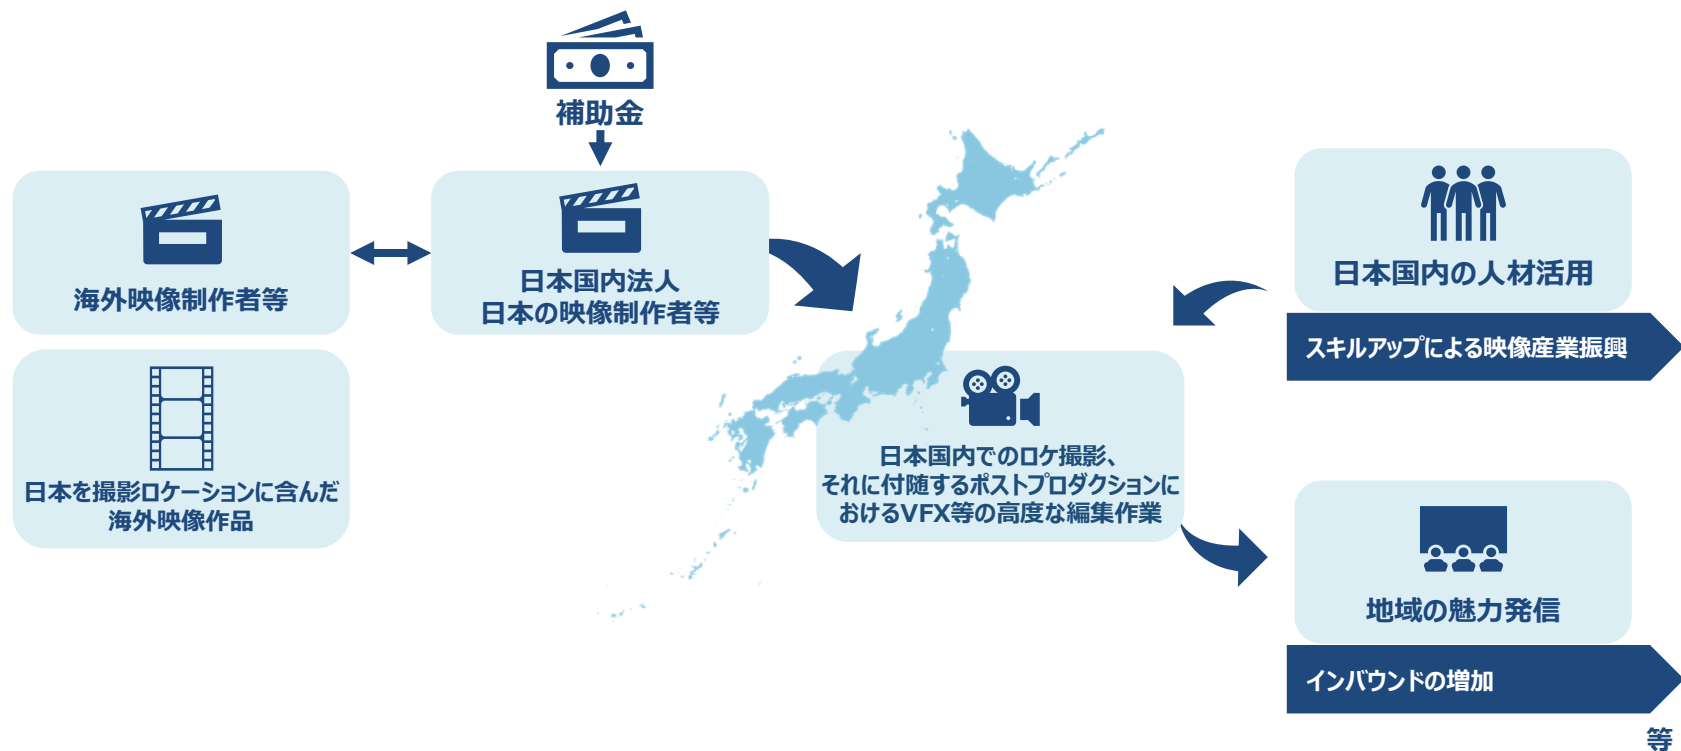 補助金
海外映像制作者等
日本国内法人
日本の映像制作者等
日本を撮影ロケーションに含んだ
海外映像作品
日本国内でのロケ撮影、
それに付随するポストプロダクションに
おけるVFX等の高度な編集作業
日本国内の人材活用
スキルアップによる映像産業振興
地域の魅力発信
インバウンドの増加
等